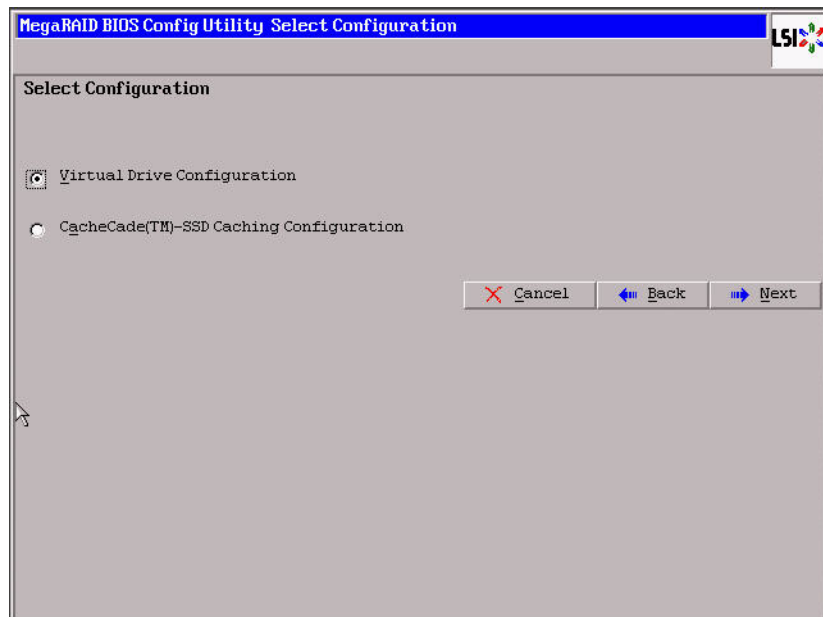 MegaRAID BIOS Config Utility Select Configuration
LSI
Select Configuration
Virtual Drive Configuration
CacheCade(TM)-SSD Caching Configuration
Cancel Back Next